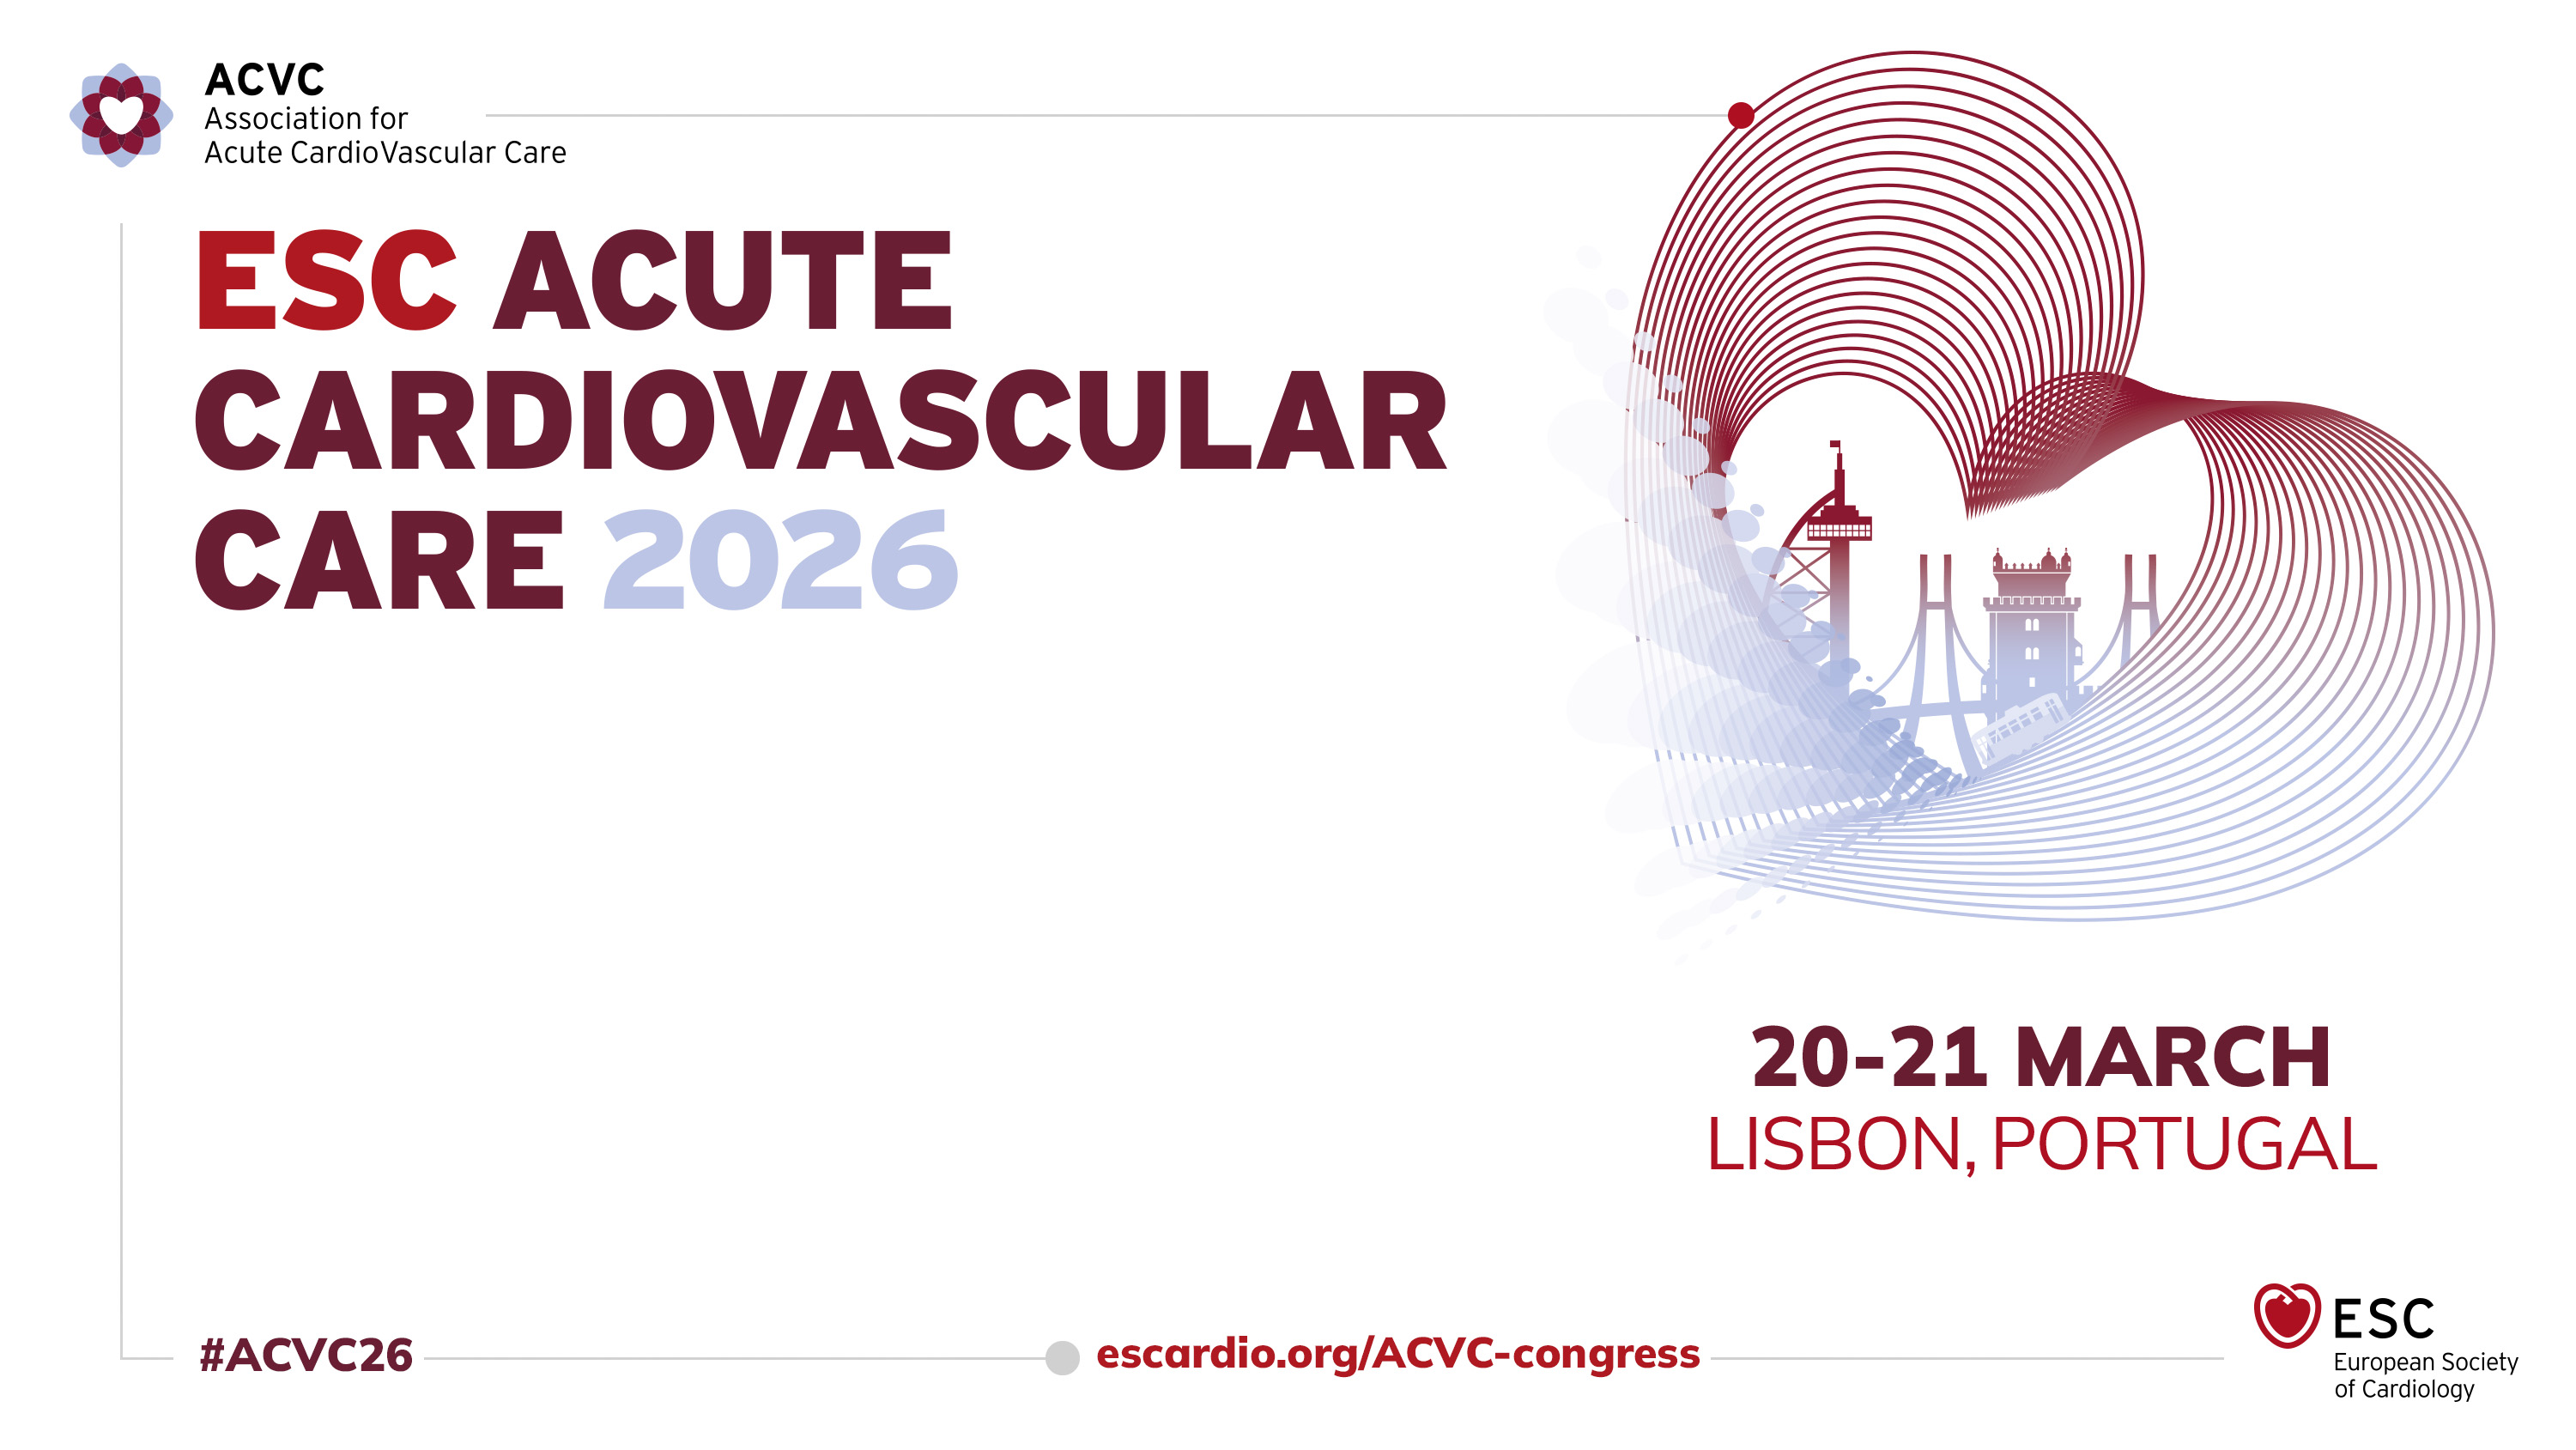 ACVC
Association for
Acute CardioVascular Care
ESC ACUTE
CARDIOVASCULAR
CARE 2026
20-21 MARCH
LISBON, PORTUGAL
#ACVC26
escardio.org/ACVC-congress
ESC
European Society
of Cardiology